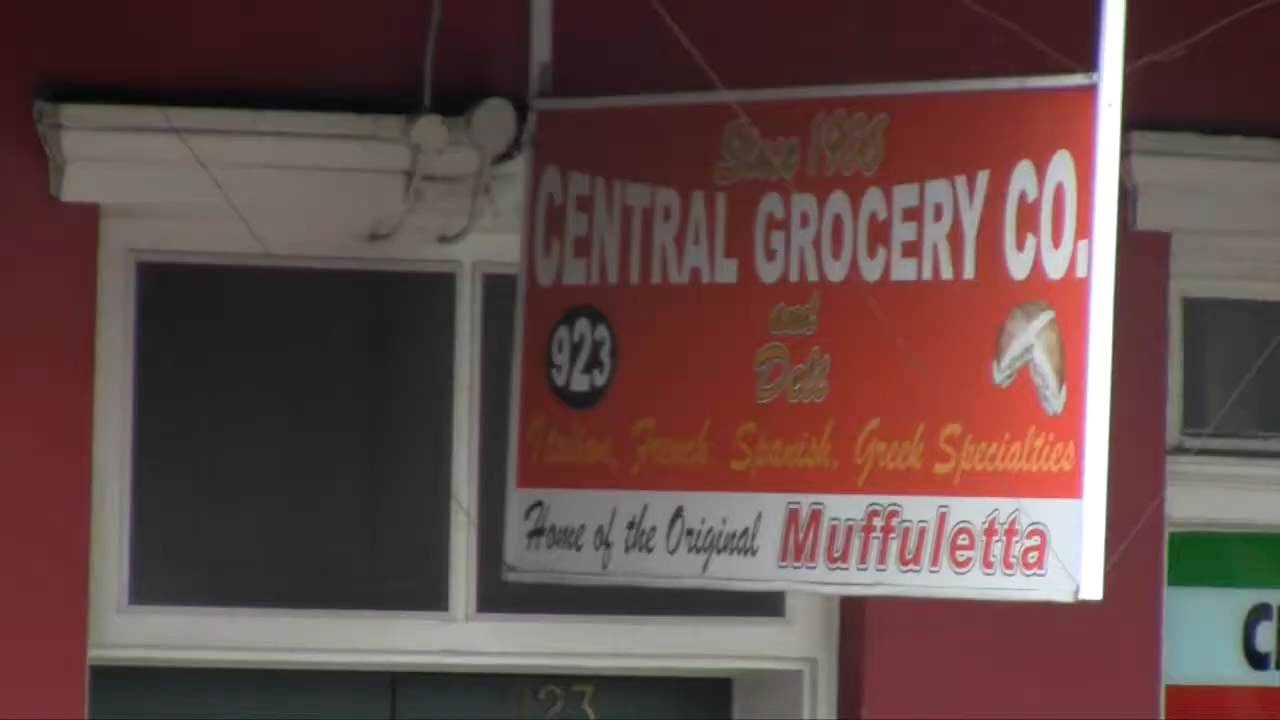 Since 1906
CENTRAL GROCERY CO.
and
923
Deli
Italian, French, Spanish, Greek Specialties
Home of the Original Muffuletta
923